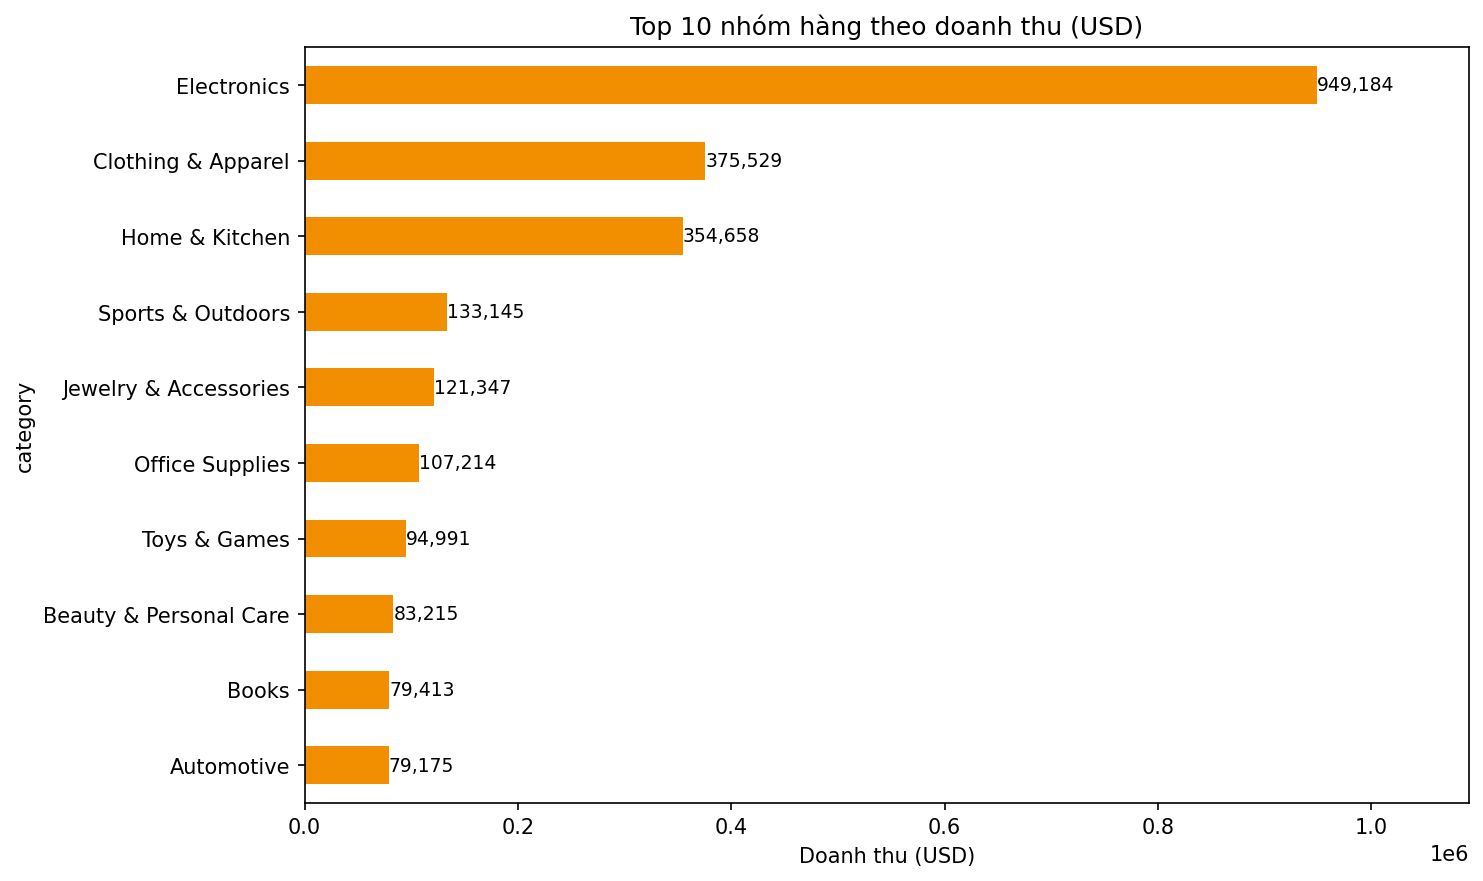 Top 10 nhóm hàng theo doanh thu (USD)
Electronics 949,184
Clothing & Apparel 375,529
Home & Kitchen 354,658
Sports & Outdoors 133,145
Jewelry & Accessories 121,347
Office Supplies 107,214
Toys & Games 94,991
Beauty & Personal Care 83,215
Books 79,413
Automotive 79,175
category
0.0 0.2 0.4 0.6 0.8 1.0
Doanh thu (USD)
1e6